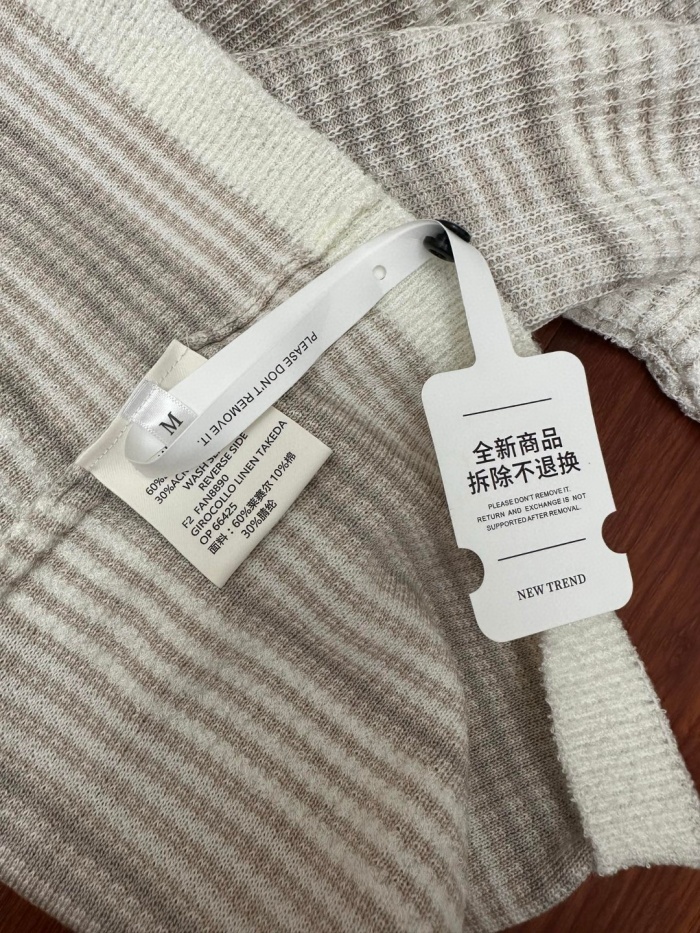 PLEASE DON'T REMOVE IT.
M
60%
30%AC
WASH
REVERSE SIDE
F2 FAN8890
GIROCOLLO LINEN TAKEDA
OP 66425
面料：60%莱赛尔 10%棉
30%腈纶
全新商品
拆除不退换
PLEASE DON'T REMOVE IT.
RETURN AND EXCHANGE IS NOT
SUPPORTED AFTER REMOVAL.
NEW TREND